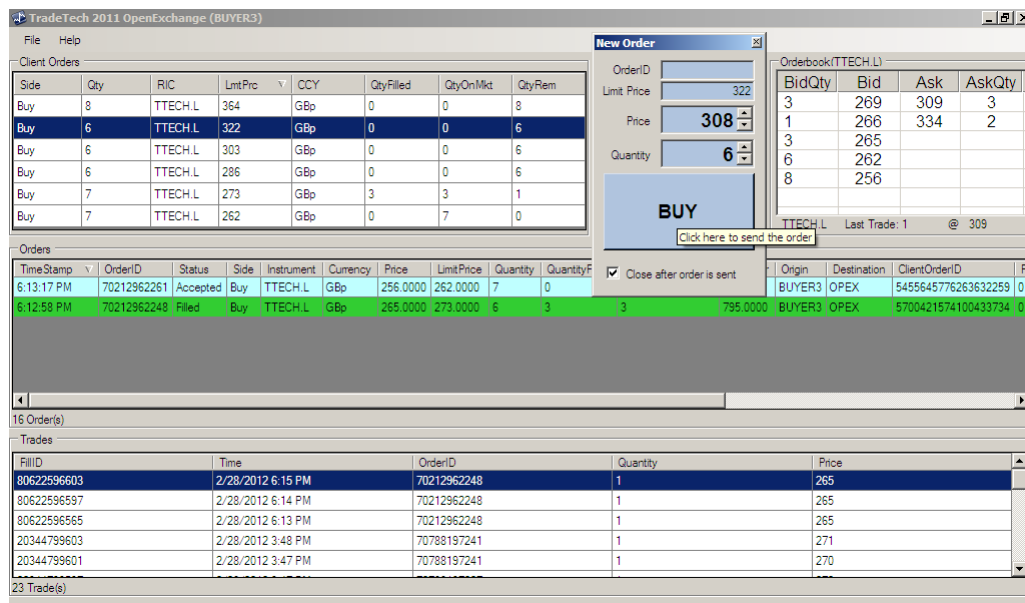 TradeTech 2011 OpenExchange (BUYER3)
File Help
Client Orders
Side Qty RIC LmtPrc CCY QtyFilled QtyOnMkt QtyRem
Buy 8 TTECH.L 364 GBp 0 0 8
Buy 6 TTECH.L 322 GBp 0 0 6
Buy 6 TTECH.L 303 GBp 0 0 6
Buy 6 TTECH.L 286 GBp 0 0 6
Buy 7 TTECH.L 273 GBp 3 3 1
Buy 7 TTECH.L 262 GBp 0 7 0
New Order
OrderID
Limit Price 322
Price 308
Quantity 6
BUY
Click here to send the order
Close after order is sent
Orderbook(TTECH.L)
BidQty Bid Ask AskQty
3 269 309 3
1 266 334 2
3 265
6 262
8 256
TTECH.L Last Trade: 1 @ 309
Orders
TimeStamp OrderID Status Side Instrument Currency Price LimitPrice Quantity Origin Destination ClientOrderID
6:13:17 PM 70212962261 Accepted Buy TTECH.L GBp 256.0000 262.0000 7 0 BUYER3 OPEX 5455645776263632259 0
6:12:58 PM 70212962248 Filled Buy TTECH.L GBp 265.0000 273.0000 6 3 3 795.0000 BUYER3 OPEX 5700421574100433734 0
16 Order(s)
Trades
FillID Time OrderID Quantity Price
80622596603 2/28/2012 6:15 PM 70212962248 1 265
80622596597 2/28/2012 6:14 PM 70212962248 1 265
80622596565 2/28/2012 6:13 PM 70212962248 1 265
20344799603 2/28/2012 3:48 PM 70788197241 1 271
20344799601 2/28/2012 3:47 PM 70788197241 1 270
23 Trade(s)